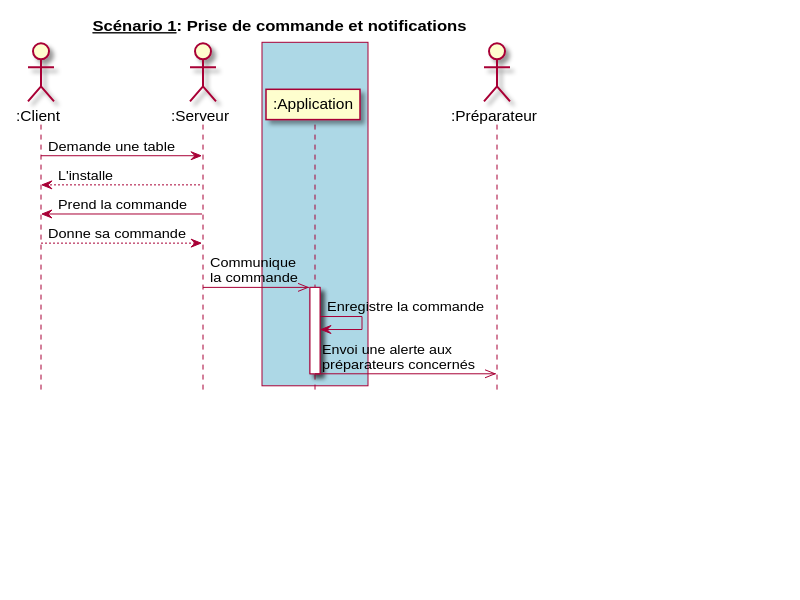 Scénario 1: Prise de commande et notifications
:Client
:Serveur
:Application
:Préparateur
Demande une table
L'installe
Prend la commande
Donne sa commande
Communique
la commande
Enregistre la commande
Envoi une alerte aux
préparateurs concernés